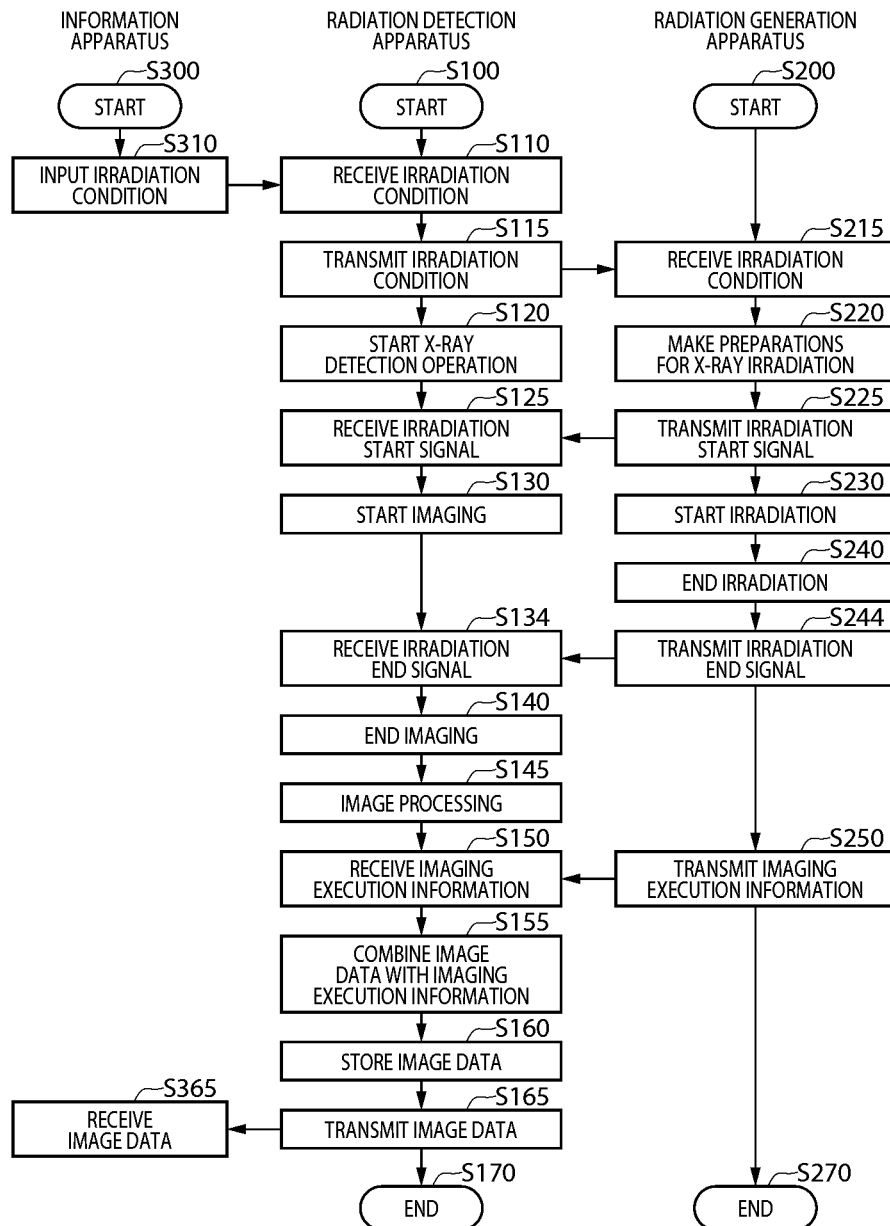 INFORMATION
APPARATUS
RADIATION DETECTION
APPARATUS
RADIATION GENERATION
APPARATUS
S300
START
S100
START
S200
START
S310
INPUT IRRADIATION
CONDITION
S110
RECEIVE IRRADIATION
CONDITION
S115
TRANSMIT IRRADIATION
CONDITION
S215
RECEIVE IRRADIATION
CONDITION
S120
START X-RAY
DETECTION OPERATION
S220
MAKE PREPARATIONS
FOR X-RAY IRRADIATION
S125
RECEIVE IRRADIATION
START SIGNAL
S225
TRANSMIT IRRADIATION
START SIGNAL
S130
START IMAGING
S230
START IRRADIATION
S240
END IRRADIATION
S134
RECEIVE IRRADIATION
END SIGNAL
S244
TRANSMIT IRRADIATION
END SIGNAL
S140
END IMAGING
S145
IMAGE PROCESSING
S150
RECEIVE IMAGING
EXECUTION INFORMATION
S250
TRANSMIT IMAGING
EXECUTION INFORMATION
S155
COMBINE IMAGE
DATA WITH IMAGING
EXECUTION INFORMATION
S160
STORE IMAGE DATA
S365
RECEIVE
IMAGE DATA
S165
TRANSMIT IMAGE DATA
S170
END
S270
END